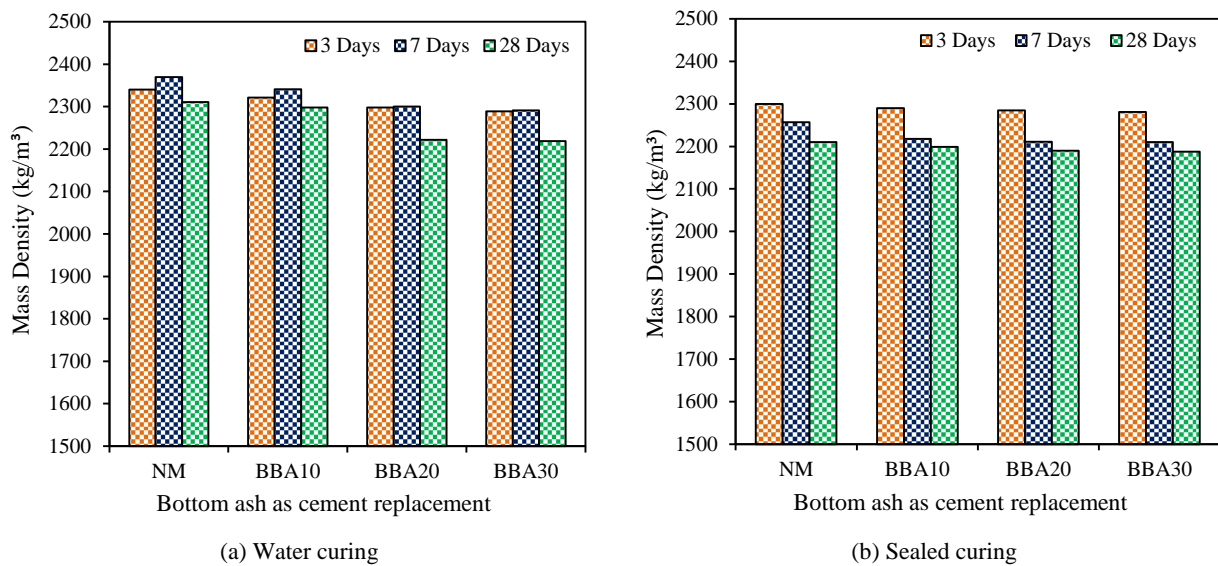 2500
2400
2300
2200
2100
2000
1900
1800
1700
1600
1500
Mass Density (kg/m³)
3 Days 7 Days 28 Days
NM BBA10 BBA20 BBA30
Bottom ash as cement replacement
(a) Water curing
2500
2400
2300
2200
2100
2000
1900
1800
1700
1600
1500
Mass Density (kg/m³)
3 Days 7 Days 28 Days
NM BBA10 BBA20 BBA30
Bottom ash as cement replacement
(b) Sealed curing